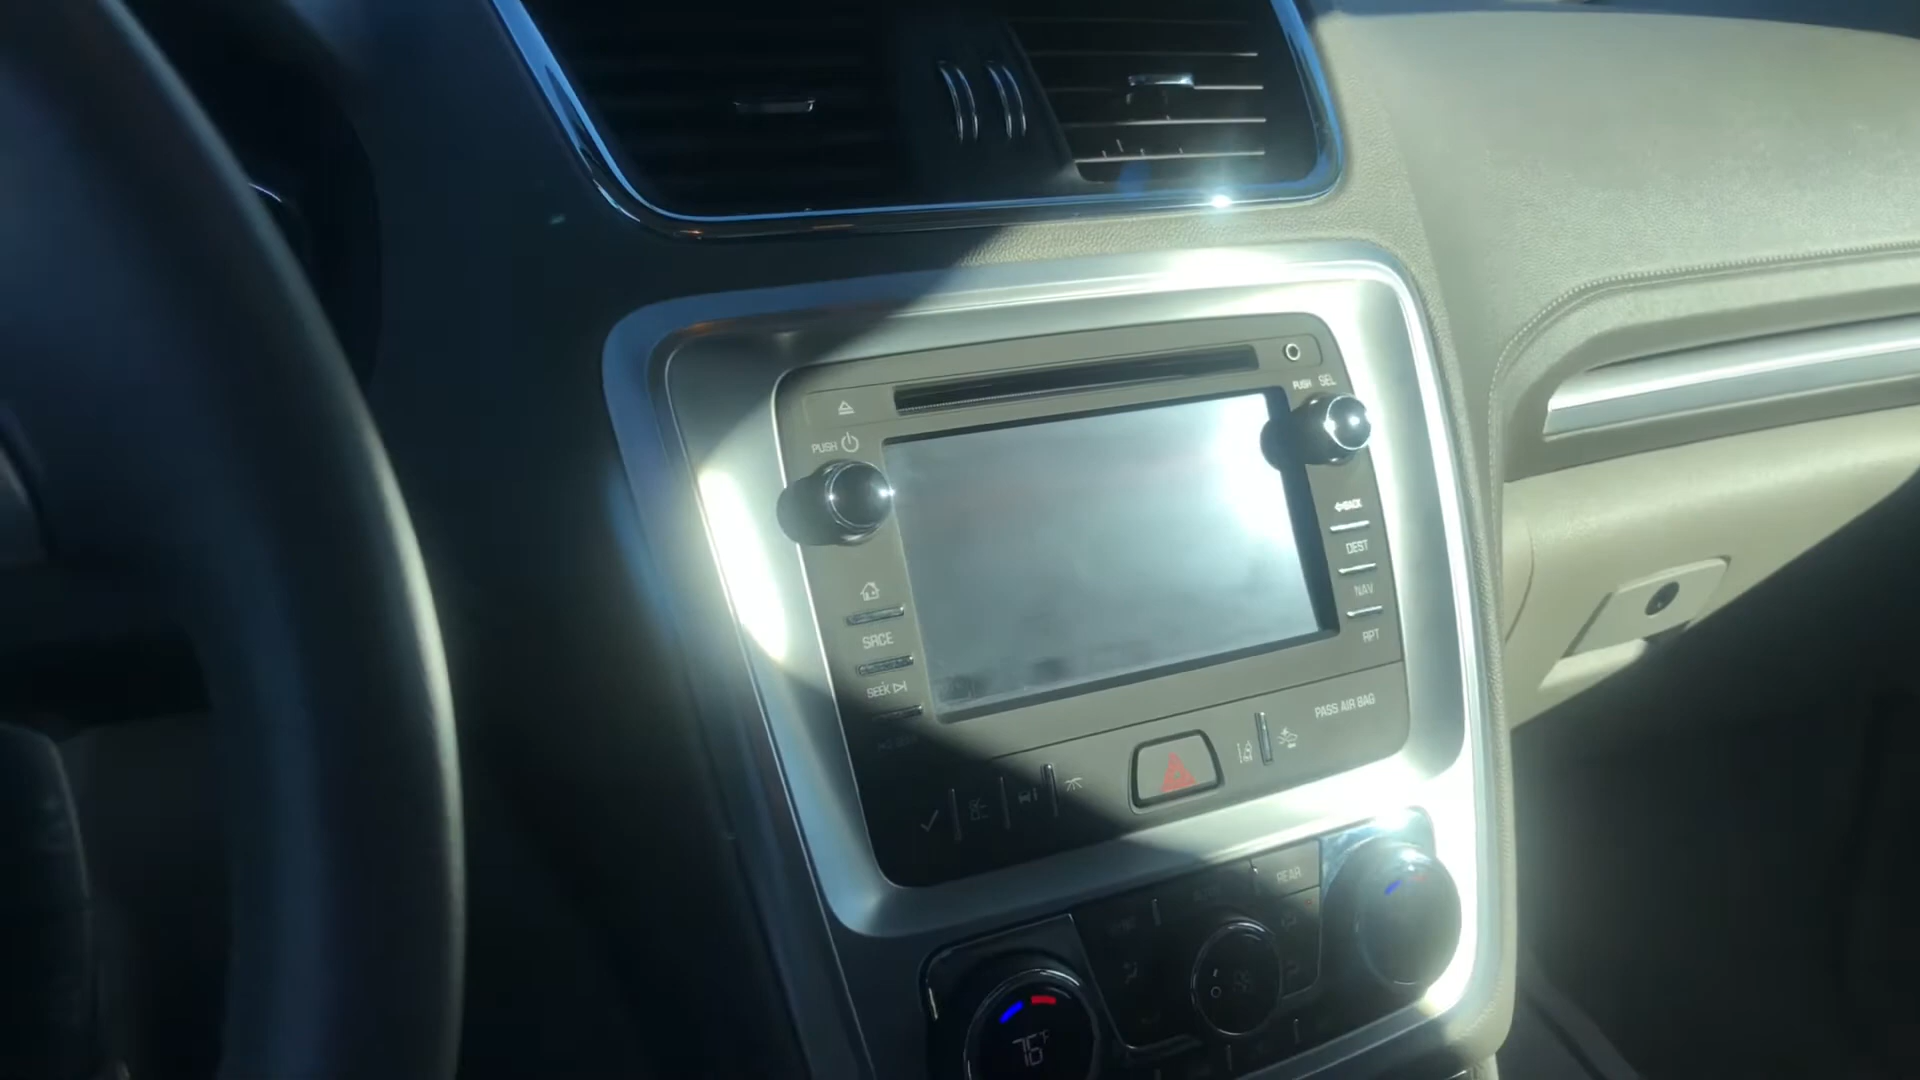 PUSH SEL
PUSH
BACK
DEST
NAV
RPT
SRCE
SEEK
PASS AIR BAG
REAR
76°F